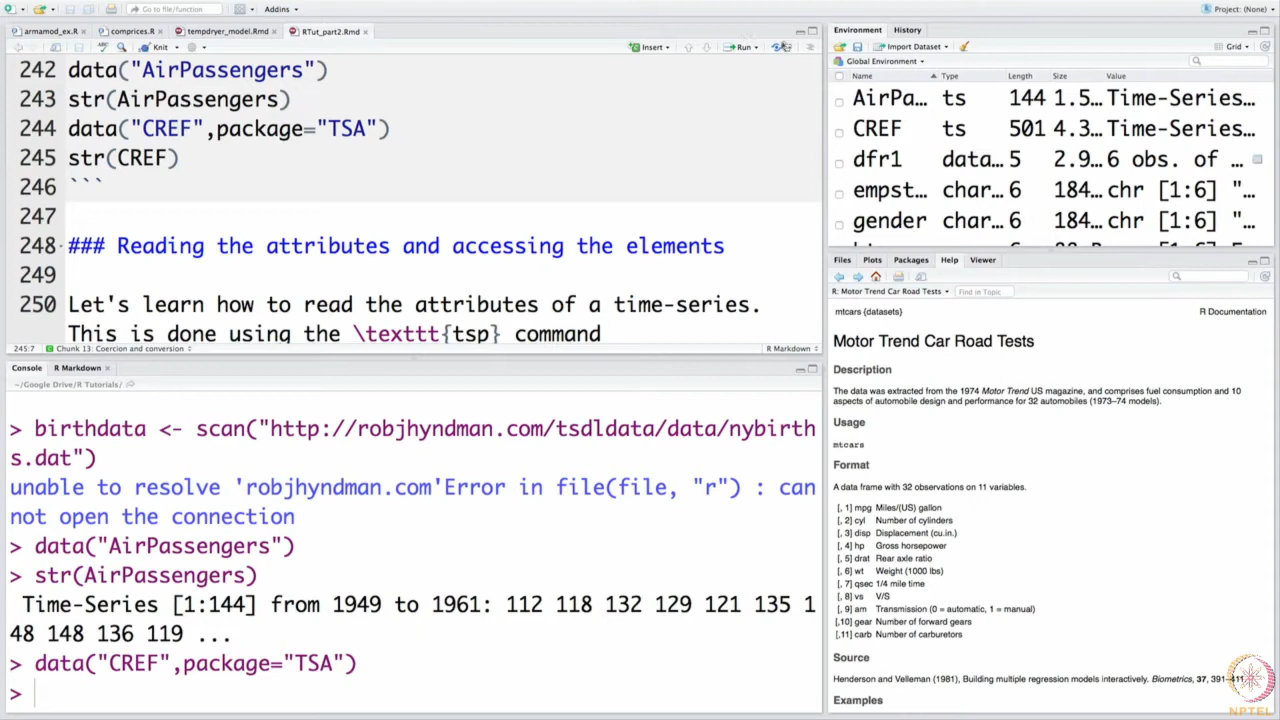 Go to file/function
Addins
Project: (None)
armamod_ex.R
comprices.R
tempdryer_model.Rmd
RTut_part2.Rmd
Knit
Insert
Run
242 data("AirPassengers")
243 str(AirPassengers)
244 data("CREF",package="TSA")
245 str(CREF)
246 ```
247
248 ### Reading the attributes and accessing the elements
249
250 Let's learn how to read the attributes of a time-series.
This is done using the \texttt{tsp} command
245:7 Chunk 13: Coercion and conversion
R Markdown
Console R Markdown
~/Google Drive/R Tutorials/
> birthdata <- scan("http://robjhyndman.com/tsdldata/data/nybirth
s.dat")
unable to resolve 'robjhyndman.com'Error in file(file, "r") : can
not open the connection
> data("AirPassengers")
> str(AirPassengers)
Time-Series [1:144] from 1949 to 1961: 112 118 132 129 121 135 1
48 148 136 119 ...
> data("CREF",package="TSA")
>
Environment History
Import Dataset
Grid
Global Environment
Name Type Length Size Value
AirPa… ts 144 1.5… Time-Series…
CREF ts 501 4.3… Time-Series…
dfr1 data… 5 2.9… 6 obs. of …
empst… char… 6 184… chr [1:6] "…
gender char… 6 184… chr [1:6] "…
Files Plots Packages Help Viewer
R: Motor Trend Car Road Tests
Find in Topic
mtcars {datasets}
R Documentation
Motor Trend Car Road Tests
Description
The data was extracted from the 1974 Motor Trend US magazine, and comprises fuel consumption and 10
aspects of automobile design and performance for 32 automobiles (1973–74 models).
Usage
mtcars
Format
A data frame with 32 observations on 11 variables.
[, 1] mpg Miles/(US) gallon
[, 2] cyl Number of cylinders
[, 3] disp Displacement (cu.in.)
[, 4] hp Gross horsepower
[, 5] drat Rear axle ratio
[, 6] wt Weight (1000 lbs)
[, 7] qsec 1/4 mile time
[, 8] vs V/S
[, 9] am Transmission (0 = automatic, 1 = manual)
[,10] gear Number of forward gears
[,11] carb Number of carburetors
Source
Henderson and Velleman (1981), Building multiple regression models interactively. Biometrics, 37, 391–411.
Examples
NPTEL